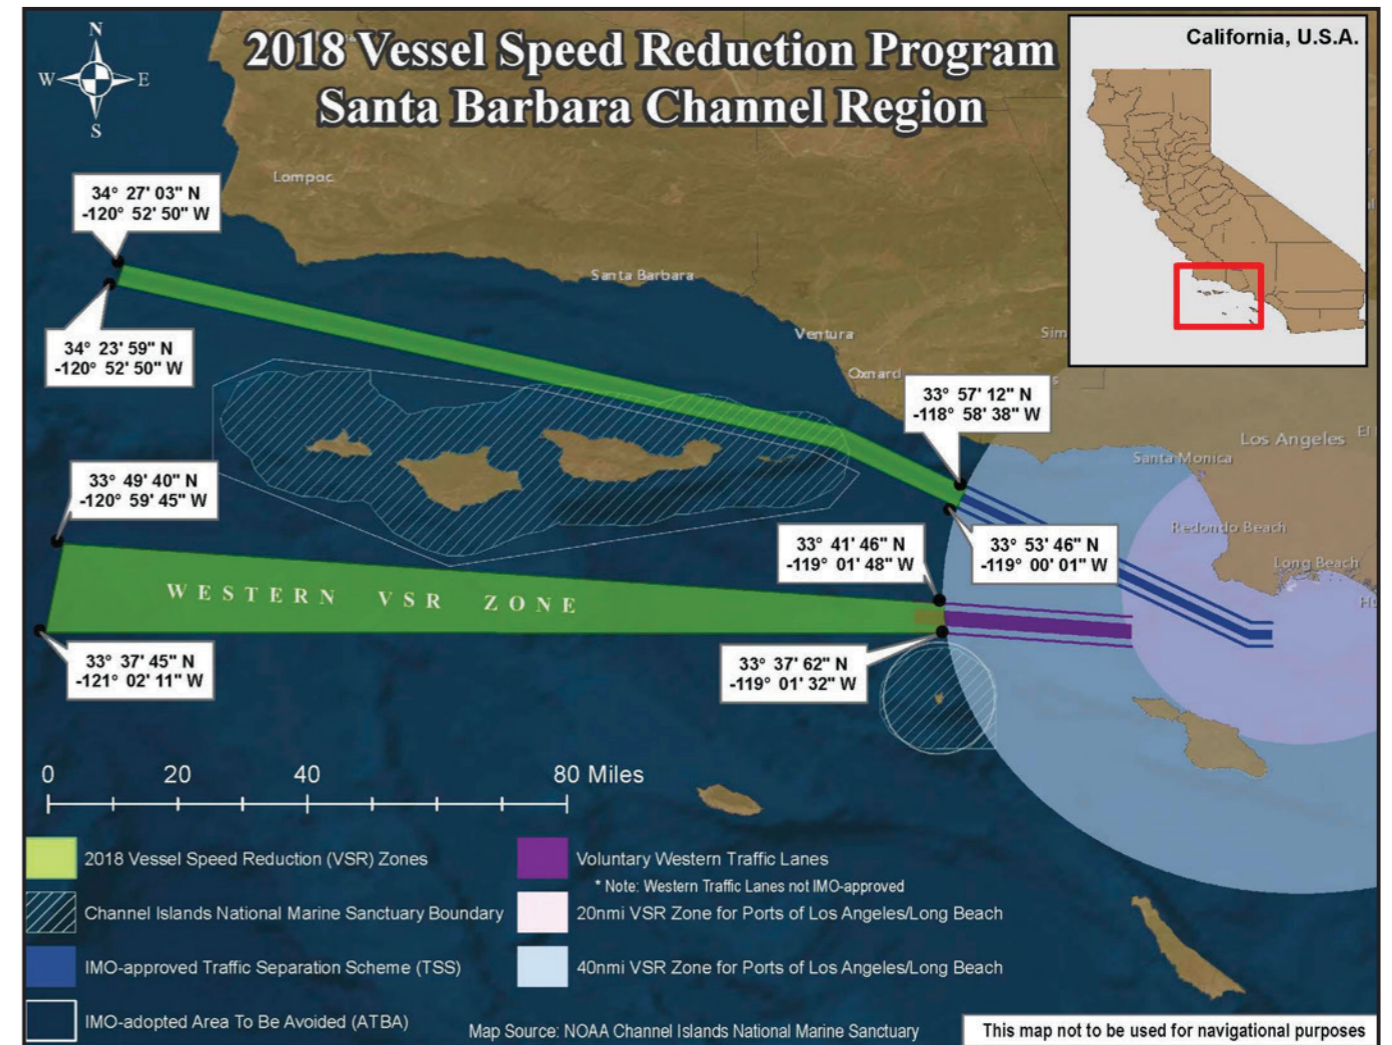 2018 Vessel Speed Reduction Program
Santa Barbara Channel Region
California, U.S.A.
N
W
E
S
Lompoc
34° 27' 03" N
-120° 52' 50" W
Santa Barbara
Ventura
Sim
34° 23' 59" N
-120° 52' 50" W
Oxnard
33° 57' 12" N
-118° 58' 38" W
s
Los Angeles
El
Santa Monica
33° 49' 40" N
-120° 59' 45" W
Redondo Beach
33° 41' 46" N
-119° 01' 48" W
33° 53' 46" N
-119° 00' 01" W
Long Beach
WESTERN VSR ZONE
33° 37' 45" N
-121° 02' 11" W
33° 37' 62" N
-119° 01' 32" W
0 20 40 80 Miles
2018 Vessel Speed Reduction (VSR) Zones
Channel Islands National Marine Sanctuary Boundary
IMO-approved Traffic Separation Scheme (TSS)
IMO-adopted Area To Be Avoided (ATBA)
Voluntary Western Traffic Lanes
* Note: Western Traffic Lanes not IMO-approved
20nmi VSR Zone for Ports of Los Angeles/Long Beach
40nmi VSR Zone for Ports of Los Angeles/Long Beach
Map Source: NOAA Channel Islands National Marine Sanctuary
This map not to be used for navigational purposes